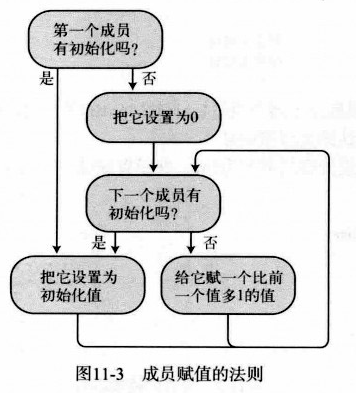 第一个成员
有初始化吗？
是
否
把它设置为0
下一个成员有
初始化吗？
是
否
把它设置为
初始化值
给它赋一个比前
一个值多1的值
图11-3 成员赋值的法则